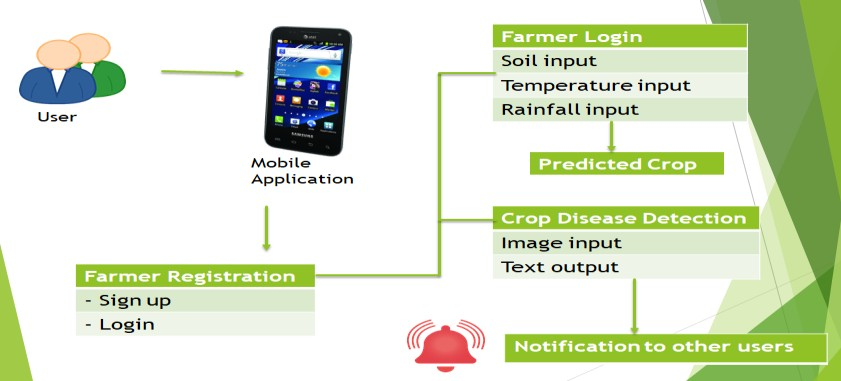 User
Mobile
Application
SAMSUNG
Farmer Registration
- Sign up
- Login
Farmer Login
Soil input
Temperature input
Rainfall input
Predicted Crop
Crop Disease Detection
Image input
Text output
Notification to other users